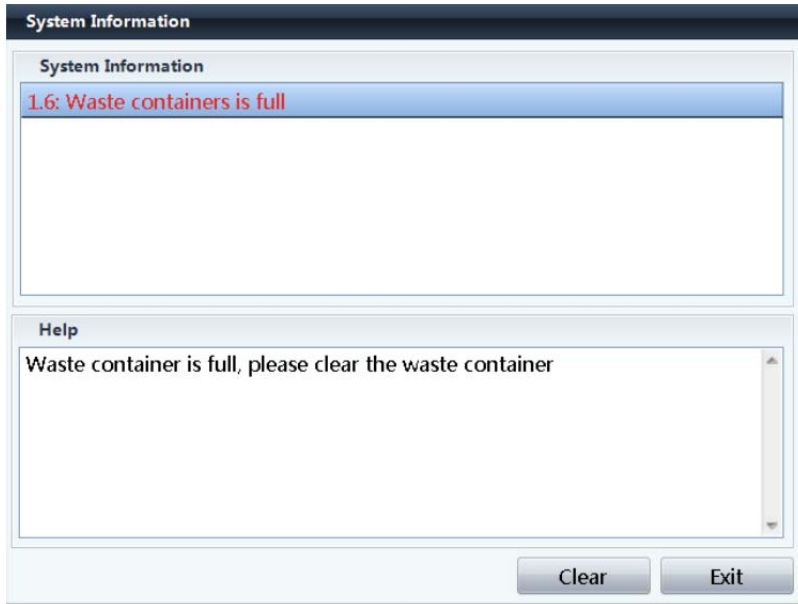 System Information
System Information
1.6: Waste containers is full
Help
Waste container is full, please clear the waste container
Clear
Exit